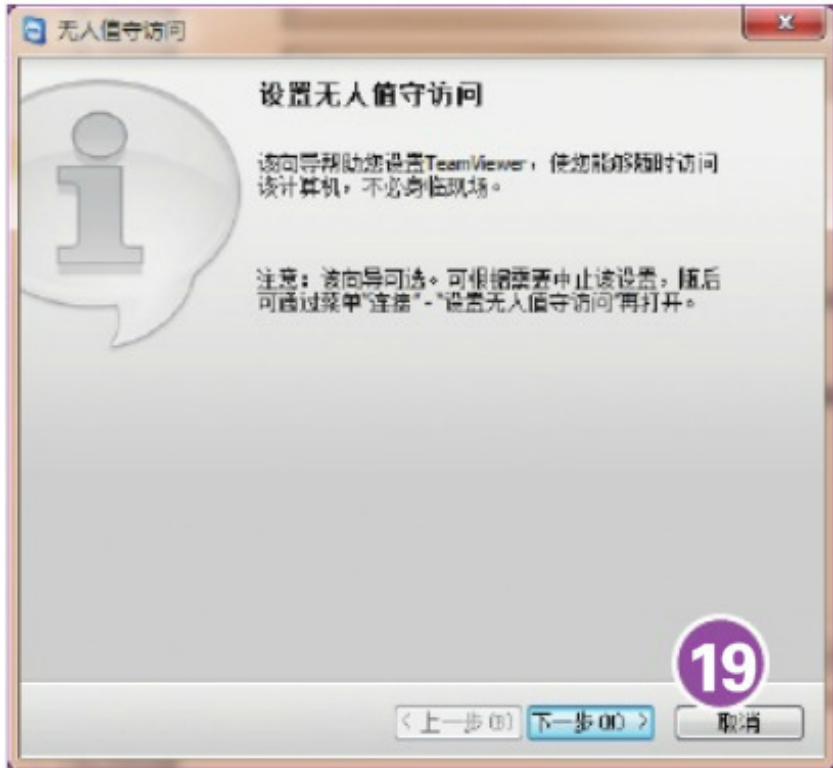 无人值守访问
设置无人值守访问
该向导帮助您设置TeamViewer，使您能够随时访问
该计算机，不必身临现场。
注意：该向导可选。可根据需要中止该设置，随后
可通过菜单"连接"-"设置无人值守访问"再打开。
19
<上一步(B) 下一步(N)> 取消